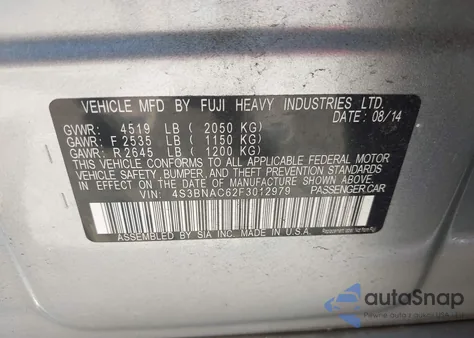 VEHICLE MFD BY FUJI HEAVY INDUSTRIES LTD.
DATE: 08/14
GVWR: 4519 LB (2050 KG)
GAWR: F 2535 LB (1150 KG)
GAWR: R 2645 LB (1200 KG)
THIS VEHICLE CONFORMS TO ALL APPLICABLE FEDERAL MOTOR
VEHICLE SAFETY, BUMPER, AND THEFT PREVENTION STANDARDS
IN EFFECT ON THE DATE OF MANUFACTURE SHOWN ABOVE.
VIN: 4S3BNAC62F3012979 PASSENGER CAR
ASSEMBLED BY SIA INC. MADE IN U.S.A.
autoSnap